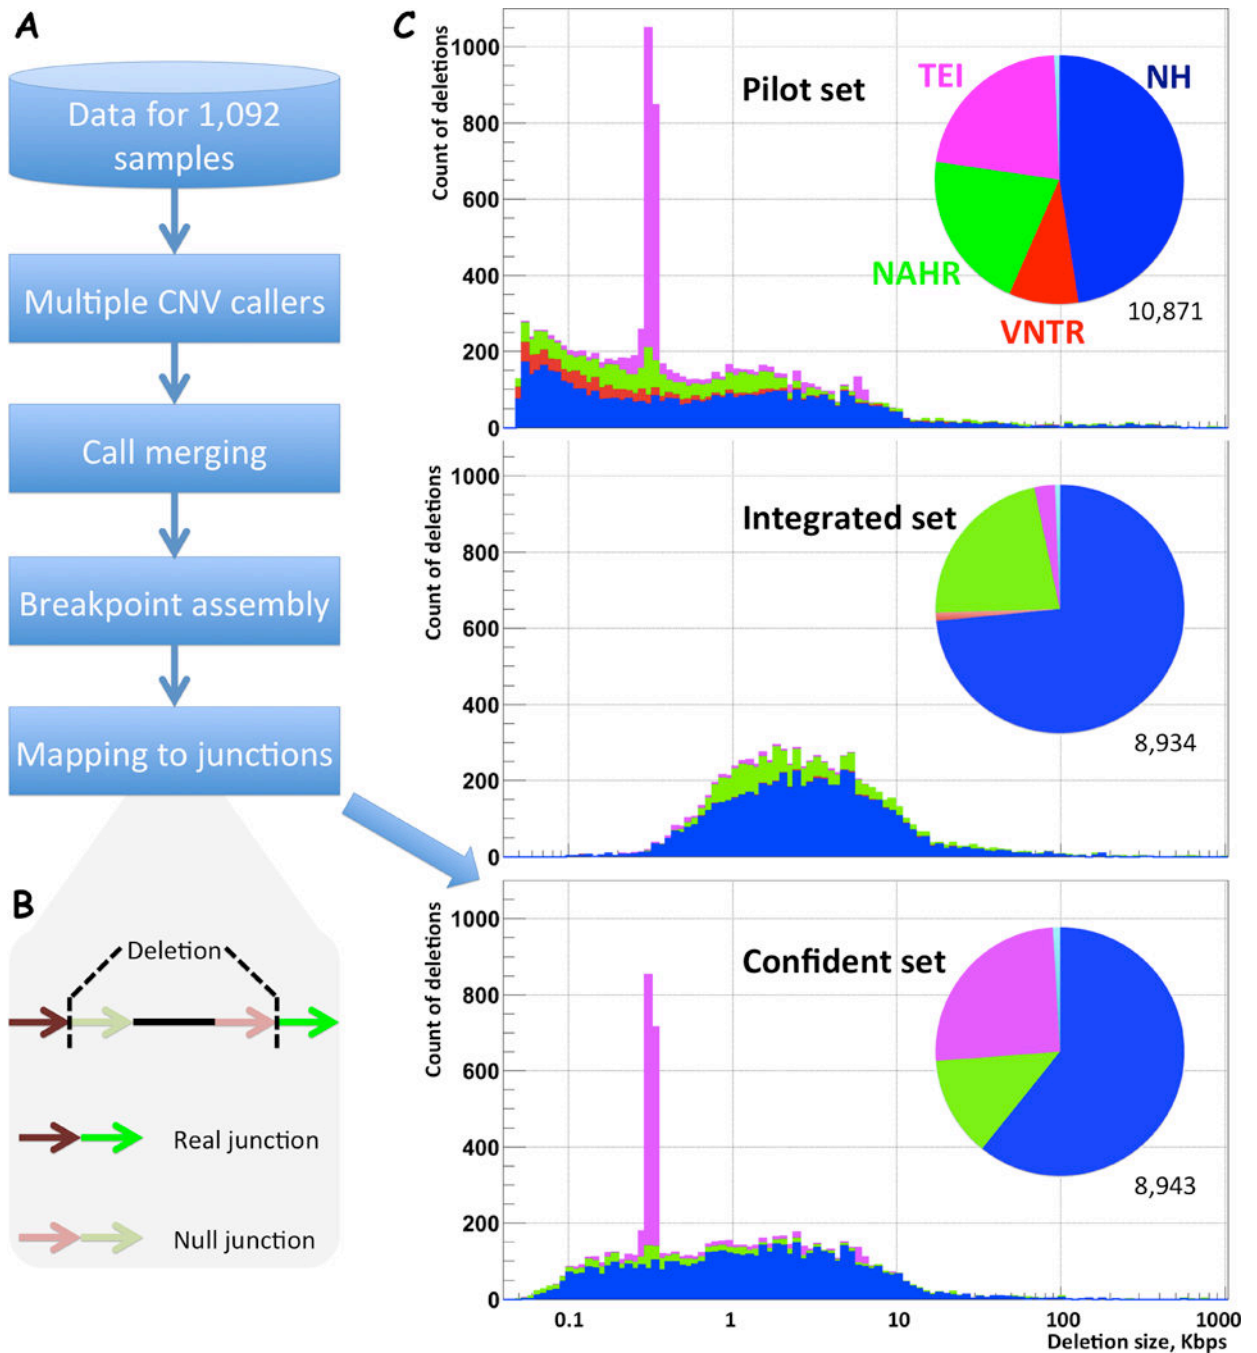 A
Data for 1,092
samples
Multiple CNV callers
Call merging
Breakpoint assembly
Mapping to junctions
B
Deletion
Real junction
Null junction
C
Count of deletions
1000
800
600
400
200
0
Pilot set
TEI
NH
NAHR
VNTR
10,871
Count of deletions
1000
800
600
400
200
0
Integrated set
8,934
Count of deletions
1000
800
600
400
200
0
Confident set
8,943
0.1
1
10
100
1000
Deletion size, Kbps